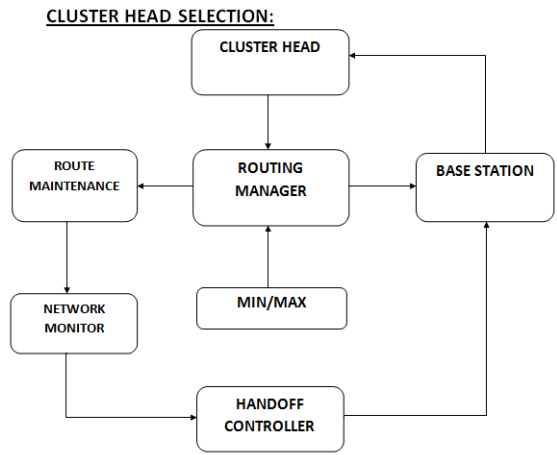 CLUSTER HEAD SELECTION:
CLUSTER HEAD
ROUTE
MAINTENANCE
ROUTING
MANAGER
BASE STATION
NETWORK
MONITOR
MIN/MAX
HANDOFF
CONTROLLER